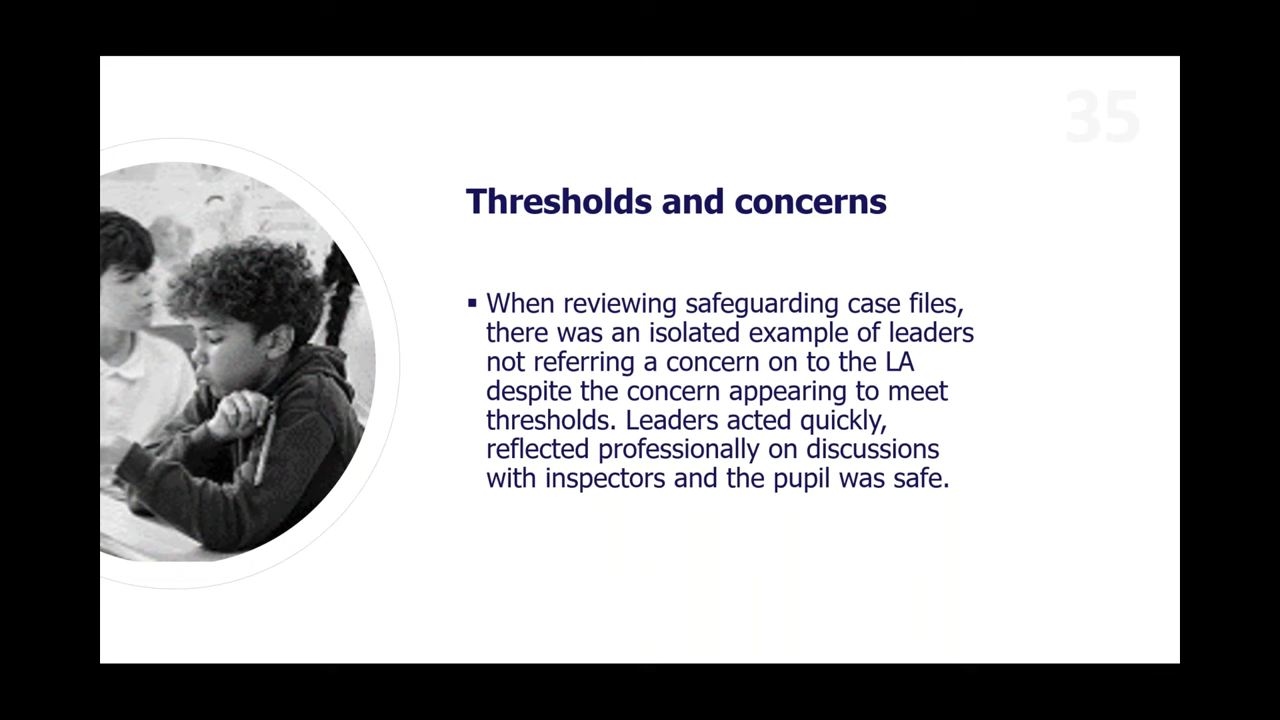 35
Thresholds and concerns
▪ When reviewing safeguarding case files,
there was an isolated example of leaders
not referring a concern on to the LA
despite the concern appearing to meet
thresholds. Leaders acted quickly,
reflected professionally on discussions
with inspectors and the pupil was safe.